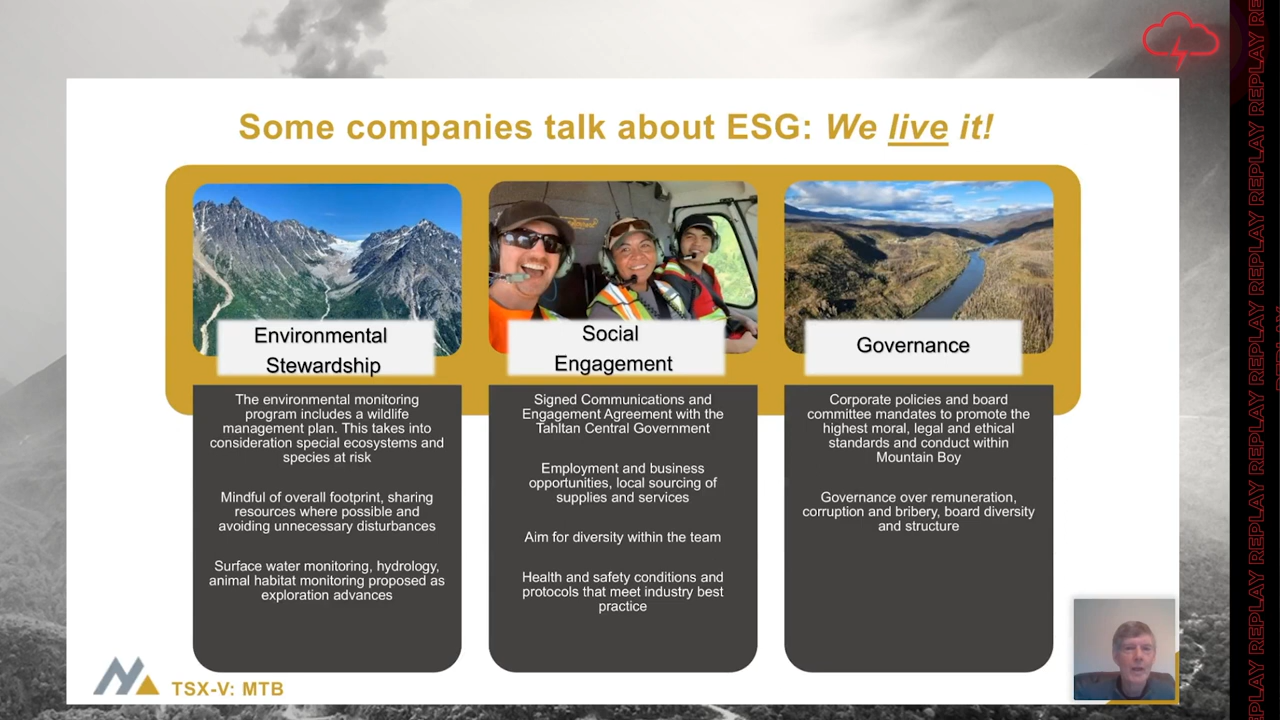 Some companies talk about ESG: We live it!
Environmental
Stewardship
The environmental monitoring
program includes a wildlife
management plan. This takes into
consideration special ecosystems and
species at risk
Mindful of overall footprint, sharing
resources where possible and
avoiding unnecessary disturbances
Surface water monitoring, hydrology,
animal habitat monitoring proposed as
exploration advances
Social
Engagement
Signed Communications and
Engagement Agreement with the
Tahltan Central Government
Employment and business
opportunities, local sourcing of
supplies and services
Aim for diversity within the team
Health and safety conditions and
protocols that meet industry best
practice
Governance
Corporate policies and board
committee mandates to promote the
highest moral, legal and ethical
standards and conduct within
Mountain Boy
Governance over remuneration,
corruption and bribery, board diversity
and structure
TSX-V: MTB
REPLAY REPLAY REPLAY REPLAY REPLAY REPLAY REPLAY REPLAY